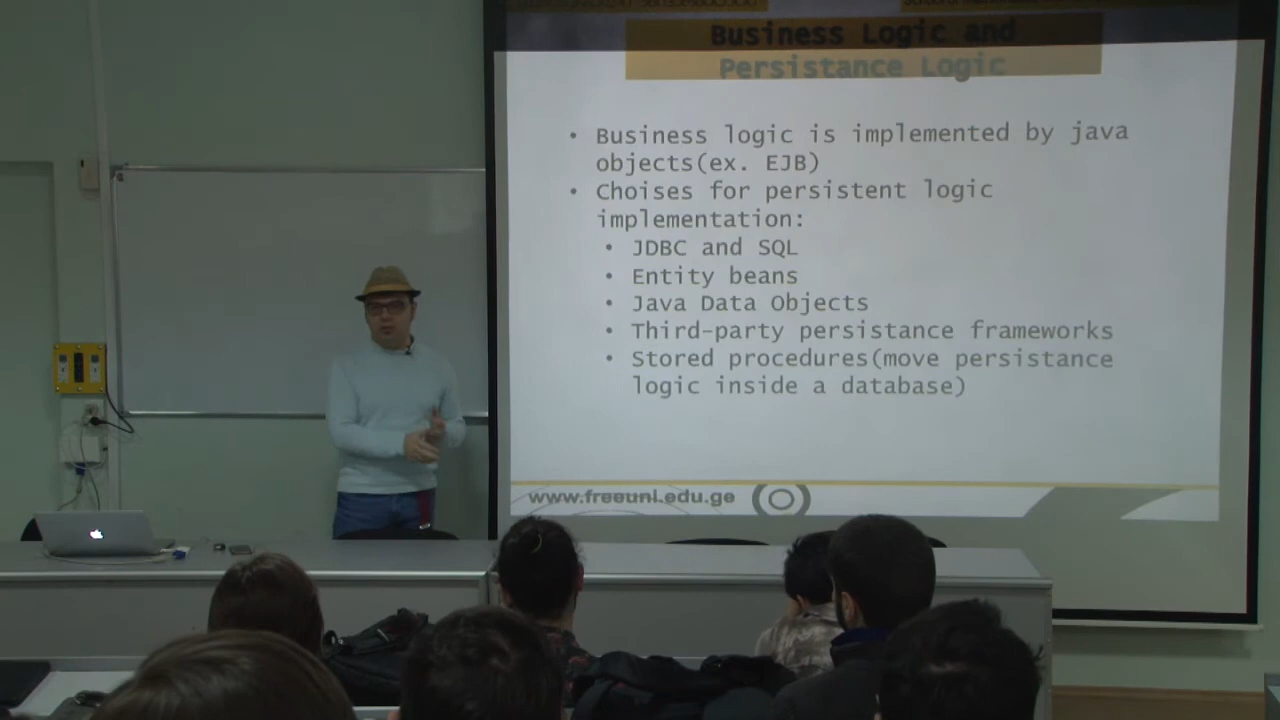 Business Logic and
Persistance Logic
• Business logic is implemented by java
objects(ex. EJB)
• Choises for persistent logic
implementation:
• JDBC and SQL
• Entity beans
• Java Data Objects
• Third-party persistance frameworks
• Stored procedures(move persistance
logic inside a database)
www.freeuni.edu.ge